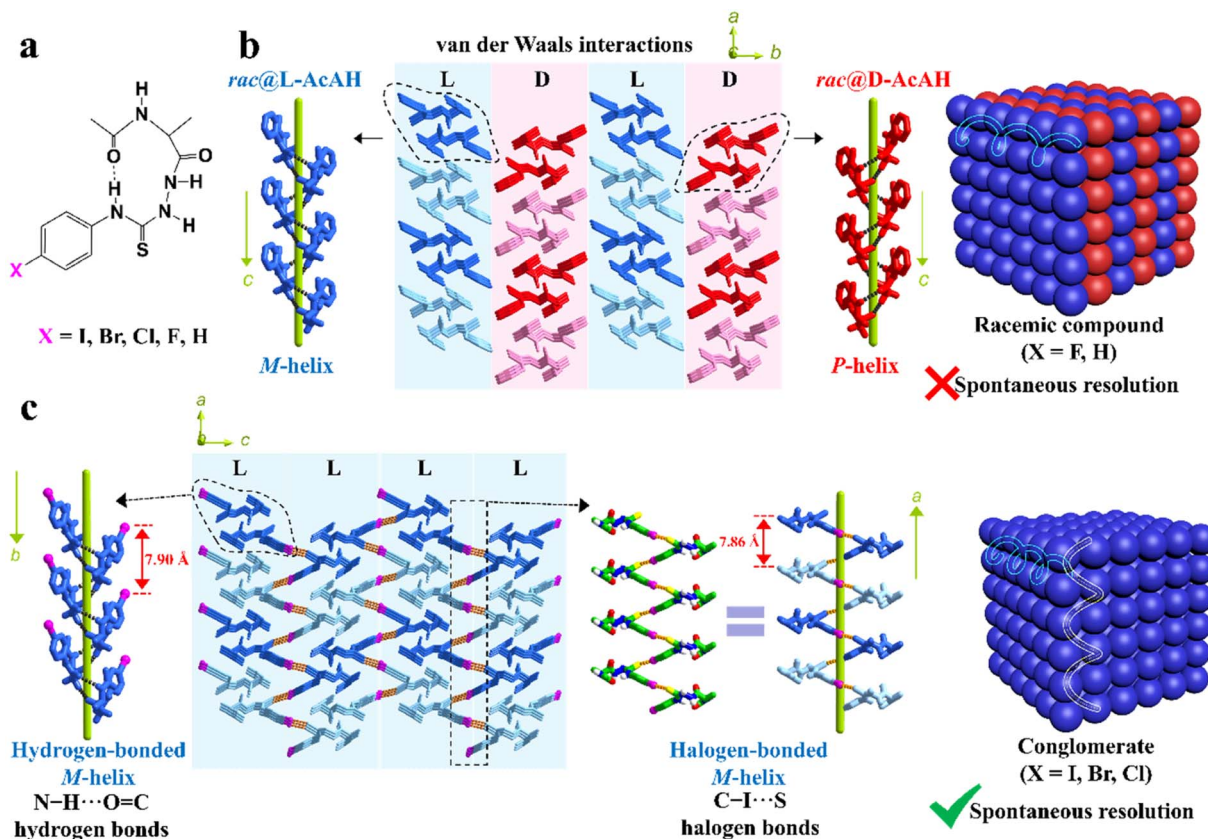 a
H
N
O
O
H
N
N
H
N
H
S
X
X = I, Br, Cl, F, H
b
van der Waals interactions
a
c
b
rac@L-AcAH
L
D
L
D
rac@D-AcAH
c
c
M-helix
P-helix
Racemic compound
(X = F, H)
Spontaneous resolution
c
a
b
c
L
L
L
L
b
7.90 Å
7.86 Å
a
Hydrogen-bonded
M-helix
N−H···O=C
hydrogen bonds
Halogen-bonded
M-helix
C−I···S
halogen bonds
Conglomerate
(X = I, Br, Cl)
Spontaneous resolution